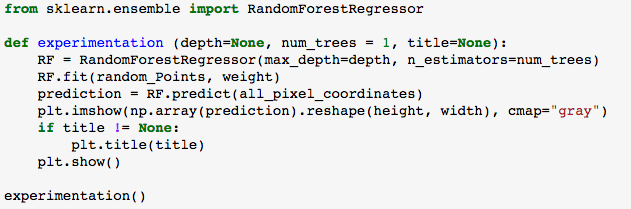 from sklearn.ensemble import RandomForestRegressor
def experimentation (depth=None, num_trees = 1, title=None):
    RF = RandomForestRegressor(max_depth=depth, n_estimators=num_trees)
    RF.fit(random_Points, weight)
    prediction = RF.predict(all_pixel_coordinates)
    plt.imshow(np.array(prediction).reshape(height, width), cmap="gray")
    if title != None:
        plt.title(title)
    plt.show()
experimentation()